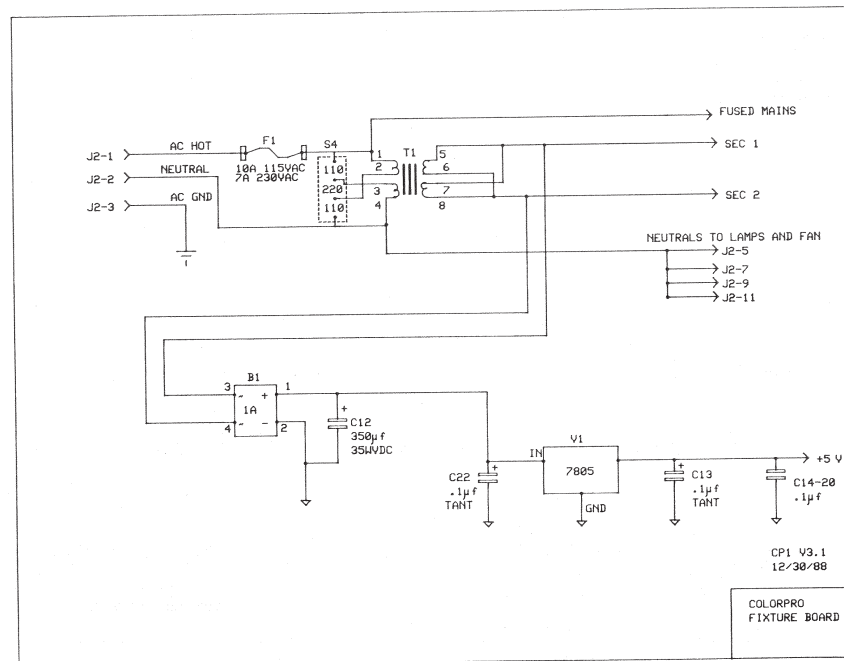 FUSED MAINS
J2-1
AC HOT
F1
S4
T1
1
5
SEC 1
10A 115VAC
7A 230VAC
110
2
6
J2-2
NEUTRAL
220
3
7
SEC 2
J2-3
AC GND
110
4
8
NEUTRALS TO LAMPS AND FAN
J2-5
J2-7
J2-9
J2-11
B1
3
~ +
1
1A
4
~ −
2
+
C12
350µf
35WVDC
V1
IN
7805
GND
+
C22
.1µf
TANT
+
C13
.1µf
TANT
C14-20
.1µf
+5 V
CP1 V3.1
12/30/88
COLORPRO
FIXTURE BOARD